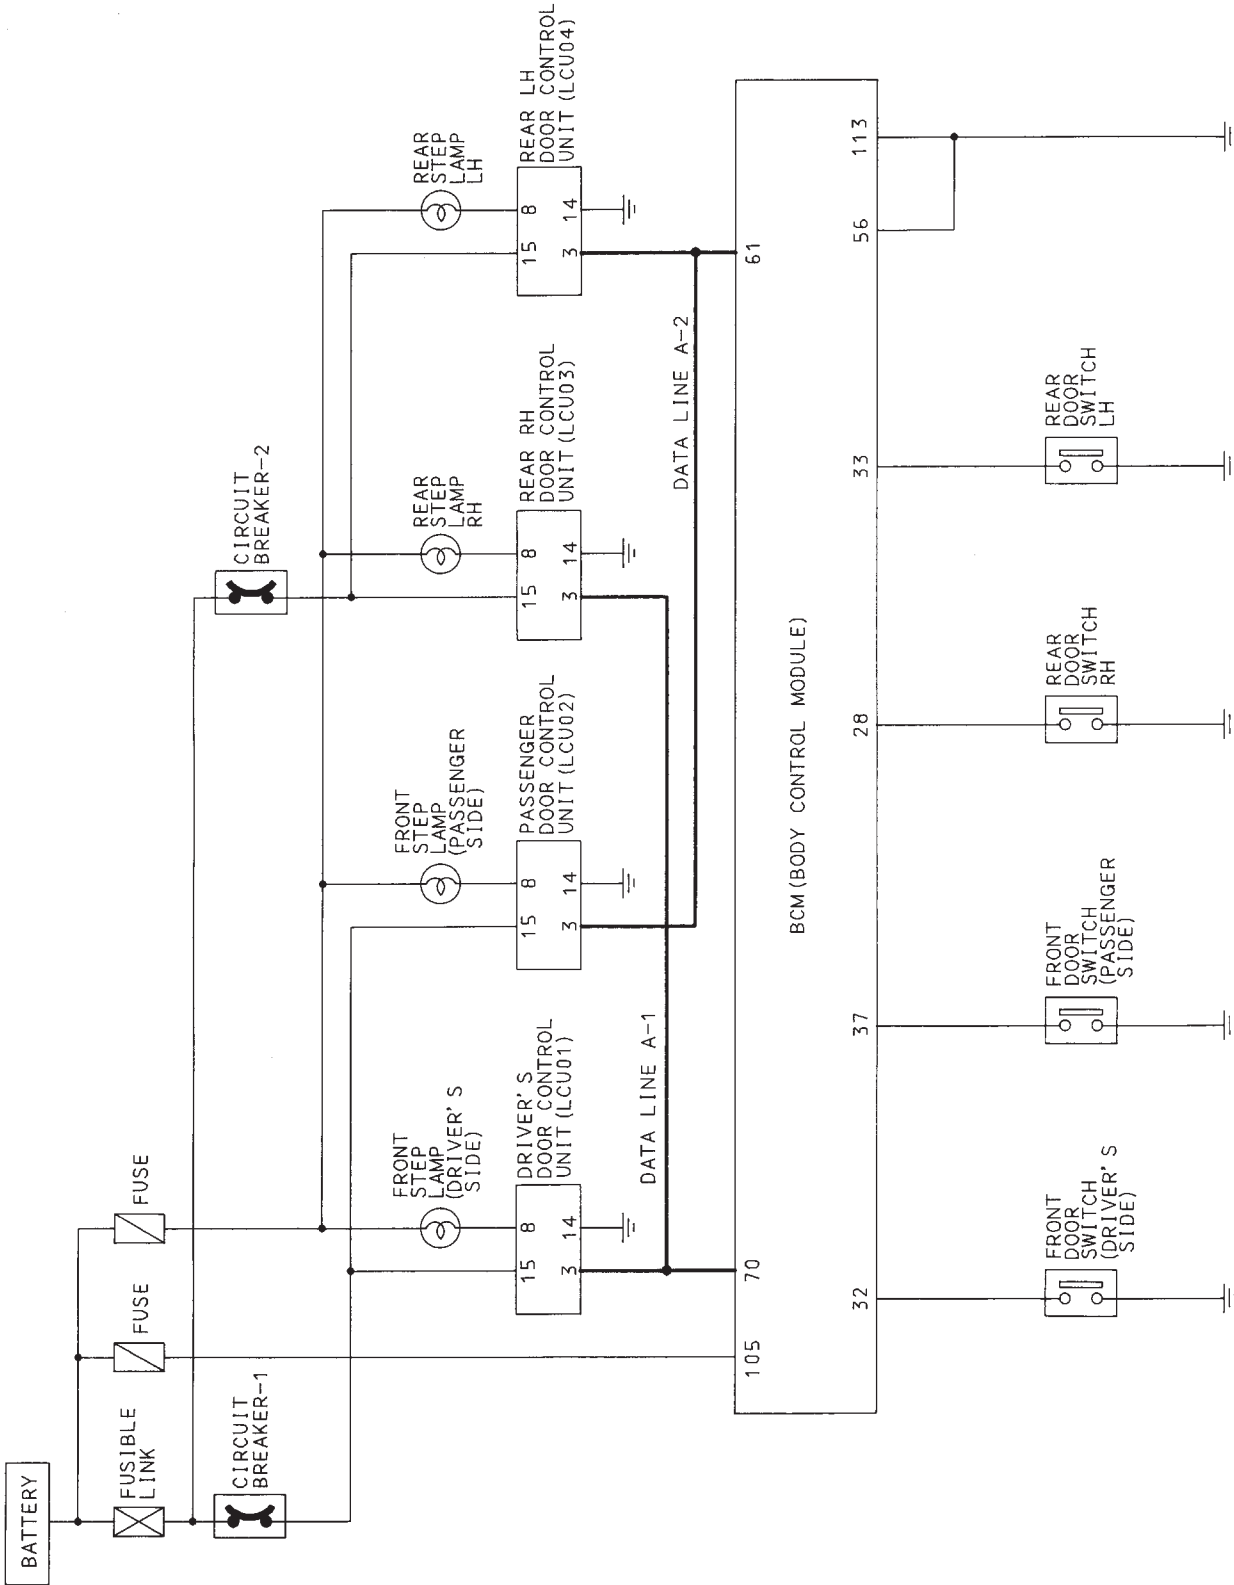 BATTERY
FUSIBLE
LINK
FUSE
FUSE
CIRCUIT
BREAKER-1
CIRCUIT
BREAKER-2
FRONT
STEP
LAMP
(DRIVER'S
SIDE)
FRONT
STEP
LAMP
(PASSENGER
SIDE)
REAR
STEP
LAMP
RH
REAR
STEP
LAMP
LH
DRIVER'S
DOOR CONTROL
UNIT(LCU01)
15
8
3
14
PASSENGER
DOOR CONTROL
UNIT(LCU02)
15
8
3
14
REAR RH
DOOR CONTROL
UNIT(LCU03)
15
8
3
14
REAR LH
DOOR CONTROL
UNIT(LCU04)
15
8
3
14
DATA LINE A-1
DATA LINE A-2
105
70
61
BCM(BODY CONTROL MODULE)
32
37
28
33
56
113
FRONT
DOOR
SWITCH
(DRIVER'S
SIDE)
FRONT
DOOR
SWITCH
(PASSENGER
SIDE)
REAR
DOOR
SWITCH
RH
REAR
DOOR
SWITCH
LH